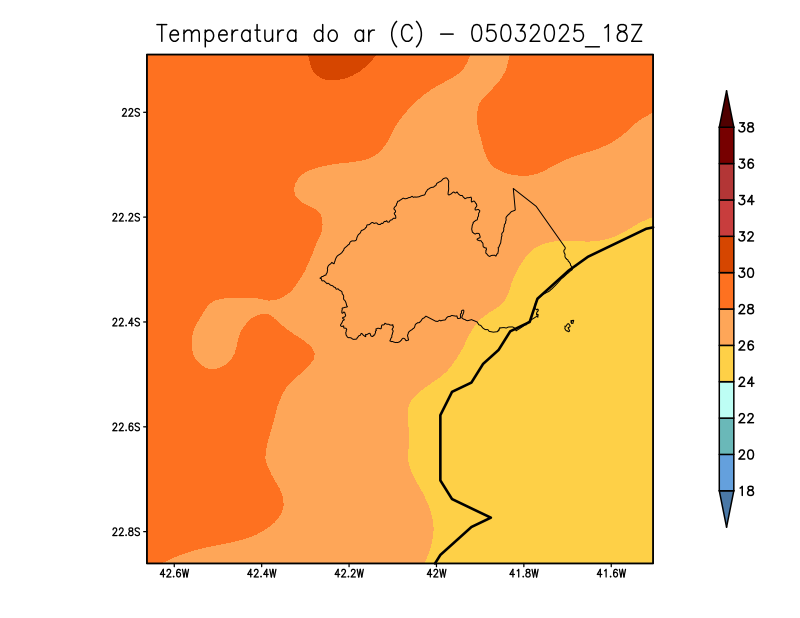 Temperatura do ar (C) - 05032025_18Z
22S
22.2S
22.4S
22.6S
22.8S
42.6W
42.4W
42.2W
42W
41.8W
41.6W
38
36
34
32
30
28
26
24
22
20
18